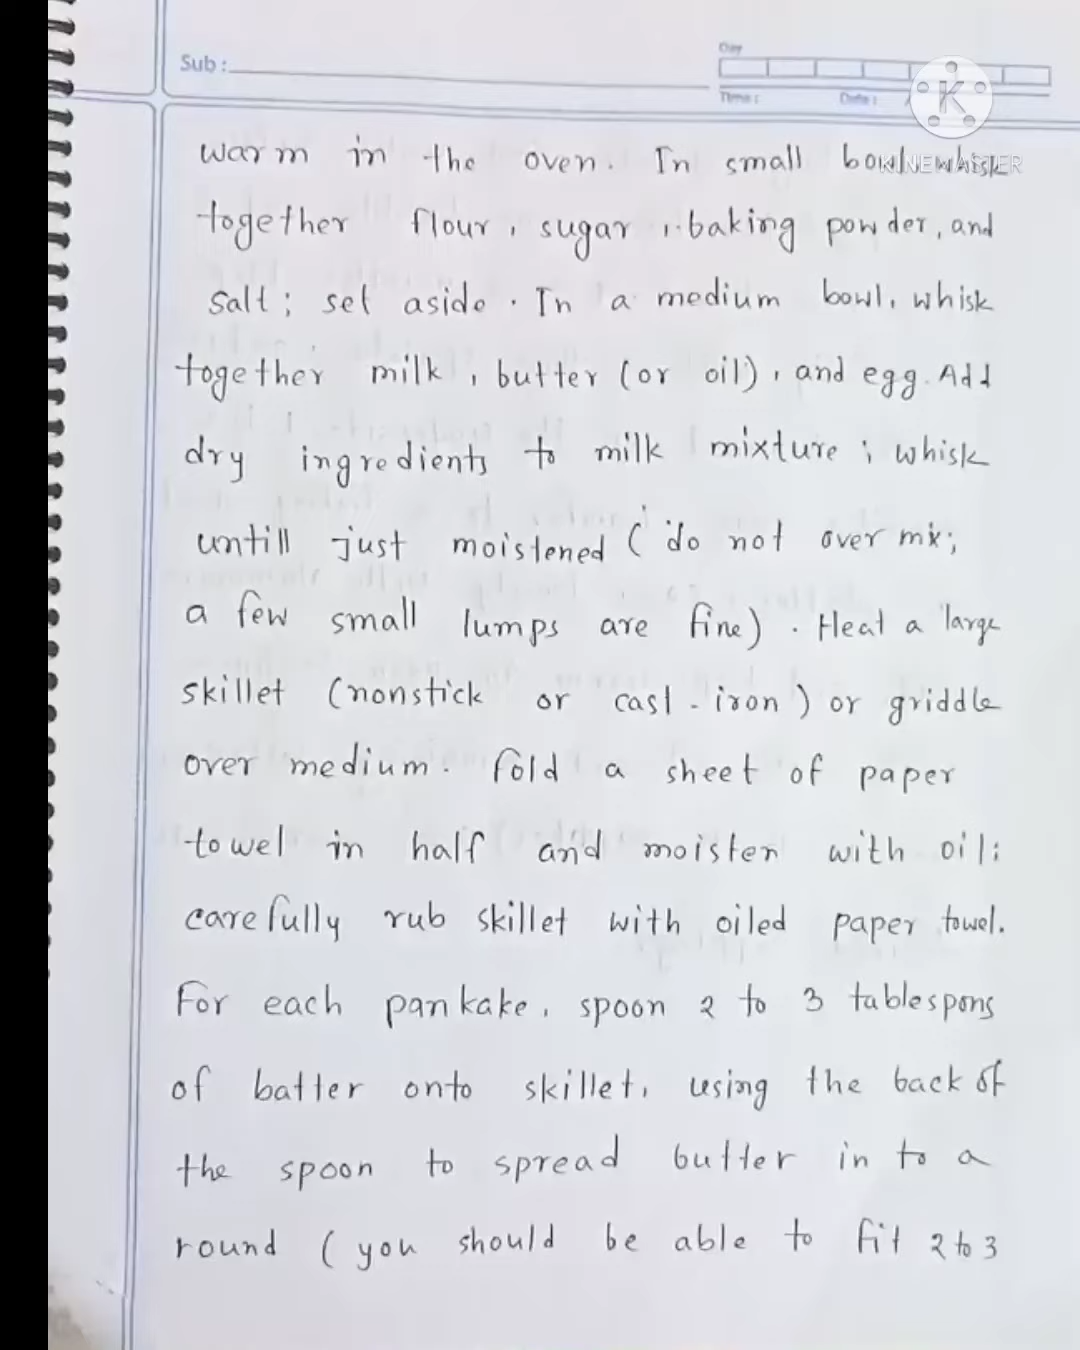 Sub:
Day
Time:
Date:
K
KINEMASTER
warm in the oven. In small bowl whisk
together flour, sugar, baking powder, and
salt; set aside. In a medium bowl, whisk
together milk, butter (or oil), and egg. Add
dry ingredients to milk mixture; whisk
untill just moistened (do not over mix;
a few small lumps are fine). Heat a large
skillet (nonstick or cast-iron) or griddle
over medium. Fold a sheet of paper
towel in half and moisten with oil;
carefully rub skillet with oiled paper towel.
For each pankake, spoon 2 to 3 tablespons
of batter onto skillet, using the back of
the spoon to spread butter in to a
round (you should be able to fit 2 to 3